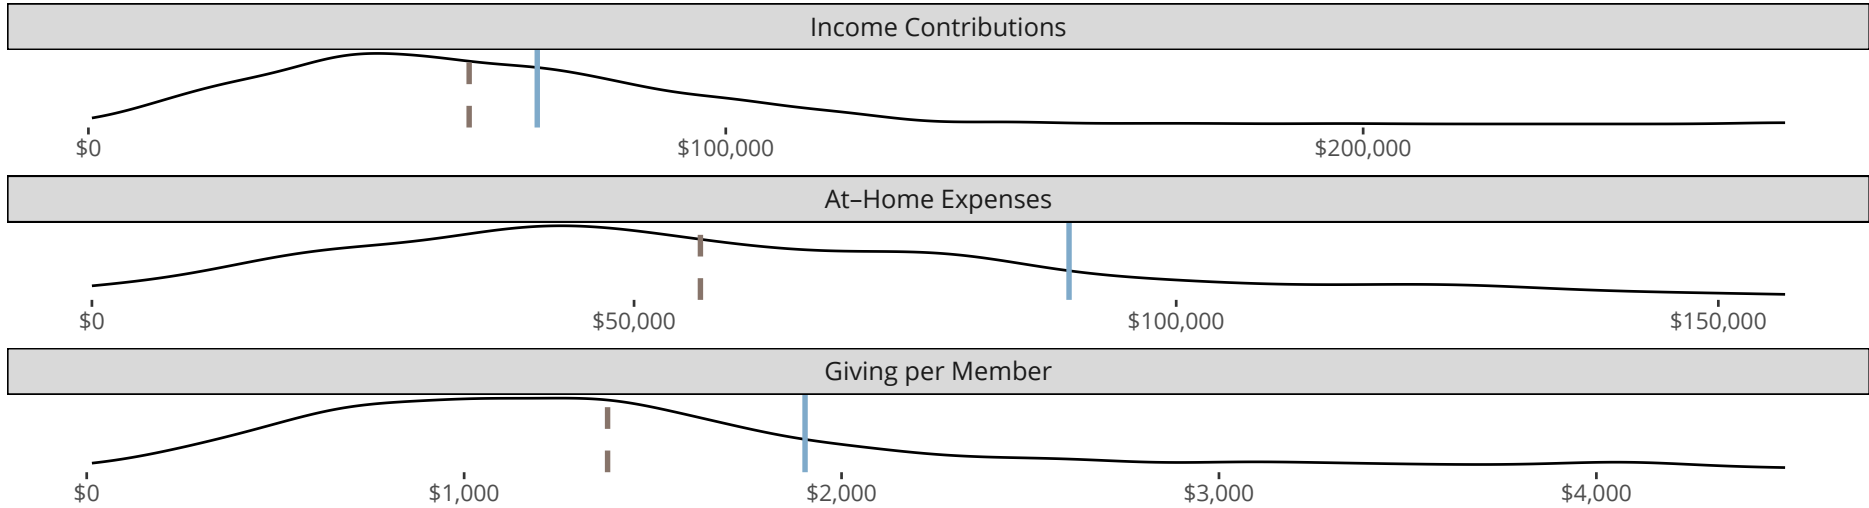 Income Contributions
$0 $100,000 $200,000
At–Home Expenses
$0 $50,000 $100,000 $150,000
Giving per Member
$0 $1,000 $2,000 $3,000 $4,000